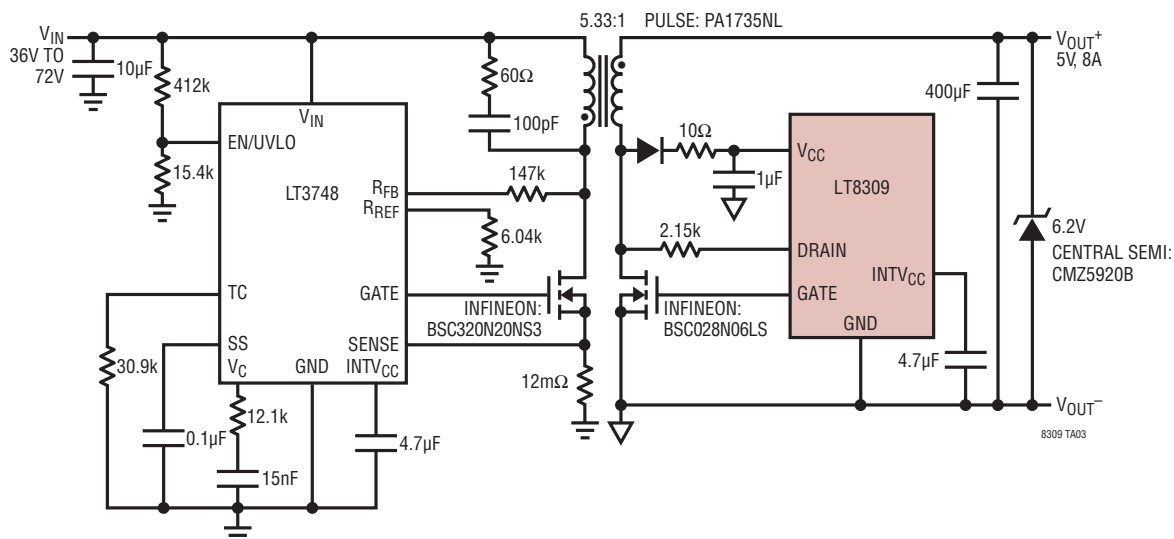 5.33:1 PULSE: PA1735NL
VIN
36V TO
72V
10µF
412k
15.4k
VIN
EN/UVLO
LT3748
RFB
RREF
TC
GATE
SS
SENSE
VC
GND
INTVCC
60Ω
100pF
147k
6.04k
INFINEON:
BSC320N20NS3
12mΩ
30.9k
0.1µF
12.1k
15nF
4.7µF
10Ω
1µF
2.15k
INFINEON:
BSC028N06LS
VCC
LT8309
DRAIN
INTVCC
GATE
GND
4.7µF
400µF
VOUT+
5V, 8A
6.2V
CENTRAL SEMI:
CMZ5920B
VOUT–
8309 TA03